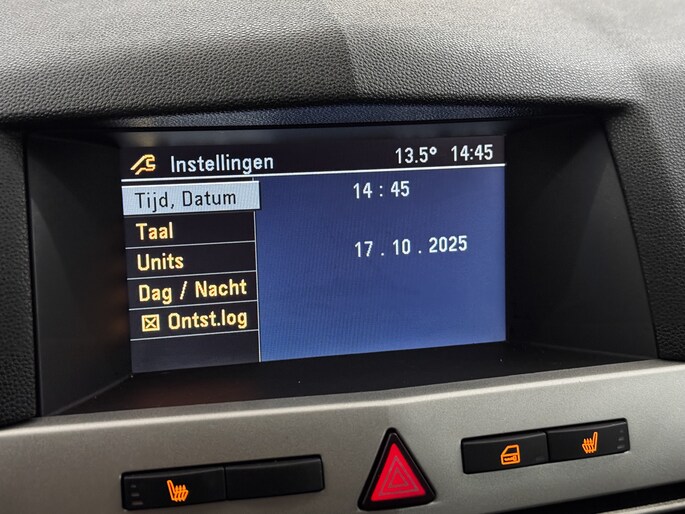 Instellingen 13.5° 14:45
Tijd, Datum 14 : 45
Taal
17 . 10 . 2025
Units
Dag / Nacht
Ontst.log